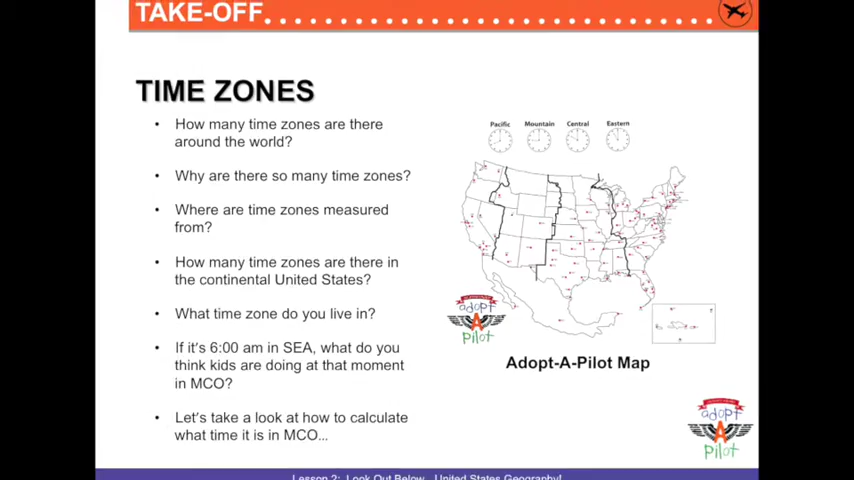 TAKE-OFF
TIME ZONES
• How many time zones are there
around the world?
• Why are there so many time zones?
• Where are time zones measured
from?
• How many time zones are there in
the continental United States?
• What time zone do you live in?
• If it's 6:00 am in SEA, what do you
think kids are doing at that moment
in MCO?
• Let's take a look at how to calculate
what time it is in MCO...
Pacific Mountain Central Eastern
adopt
A
pilot
Adopt-A-Pilot Map
adopt
A
pilot
Lesson 2: Look Out Below...United States Geography!